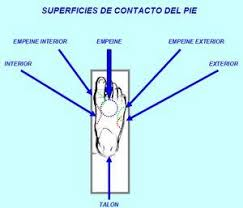 SUPERFICIES DE CONTACTO DEL PIE
EMPEINE INTERIOR EMPEINE EMPEINE EXTERIOR
INTERIOR EXTERIOR
TALON